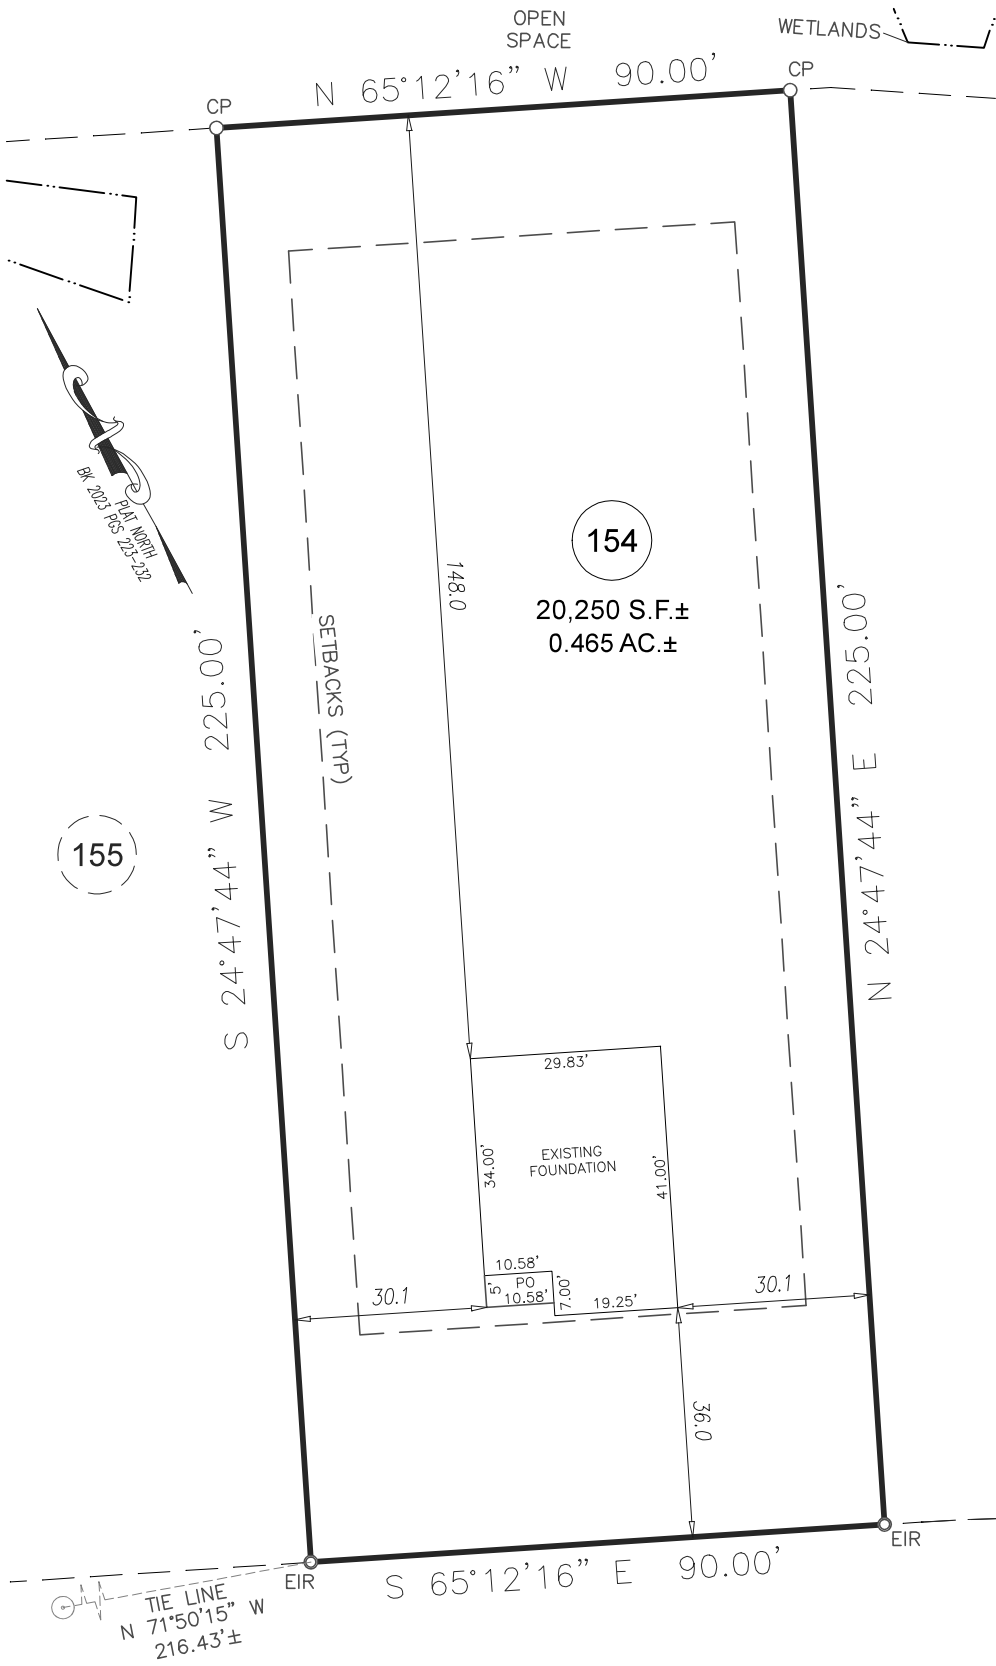 OPEN
SPACE
WETLANDS
N 65°12'16" W 90.00'
CP
CP
PLAT NORTH
BK 2023 PGS 223-232
154
20,250 S.F.±
0.465 AC.±
148.0
SETBACKS (TYP)
S 24°47'44" W 225.00'
N 24°47'44" E 225.00'
155
29.83'
EXISTING
FOUNDATION
34.00'
41.00'
10.58'
5'
PO
10.58'
7.00'
19.25'
30.1
30.1
36.0
EIR
EIR
S 65°12'16" E 90.00'
TIE LINE
N 71°50'15" W
216.43'±